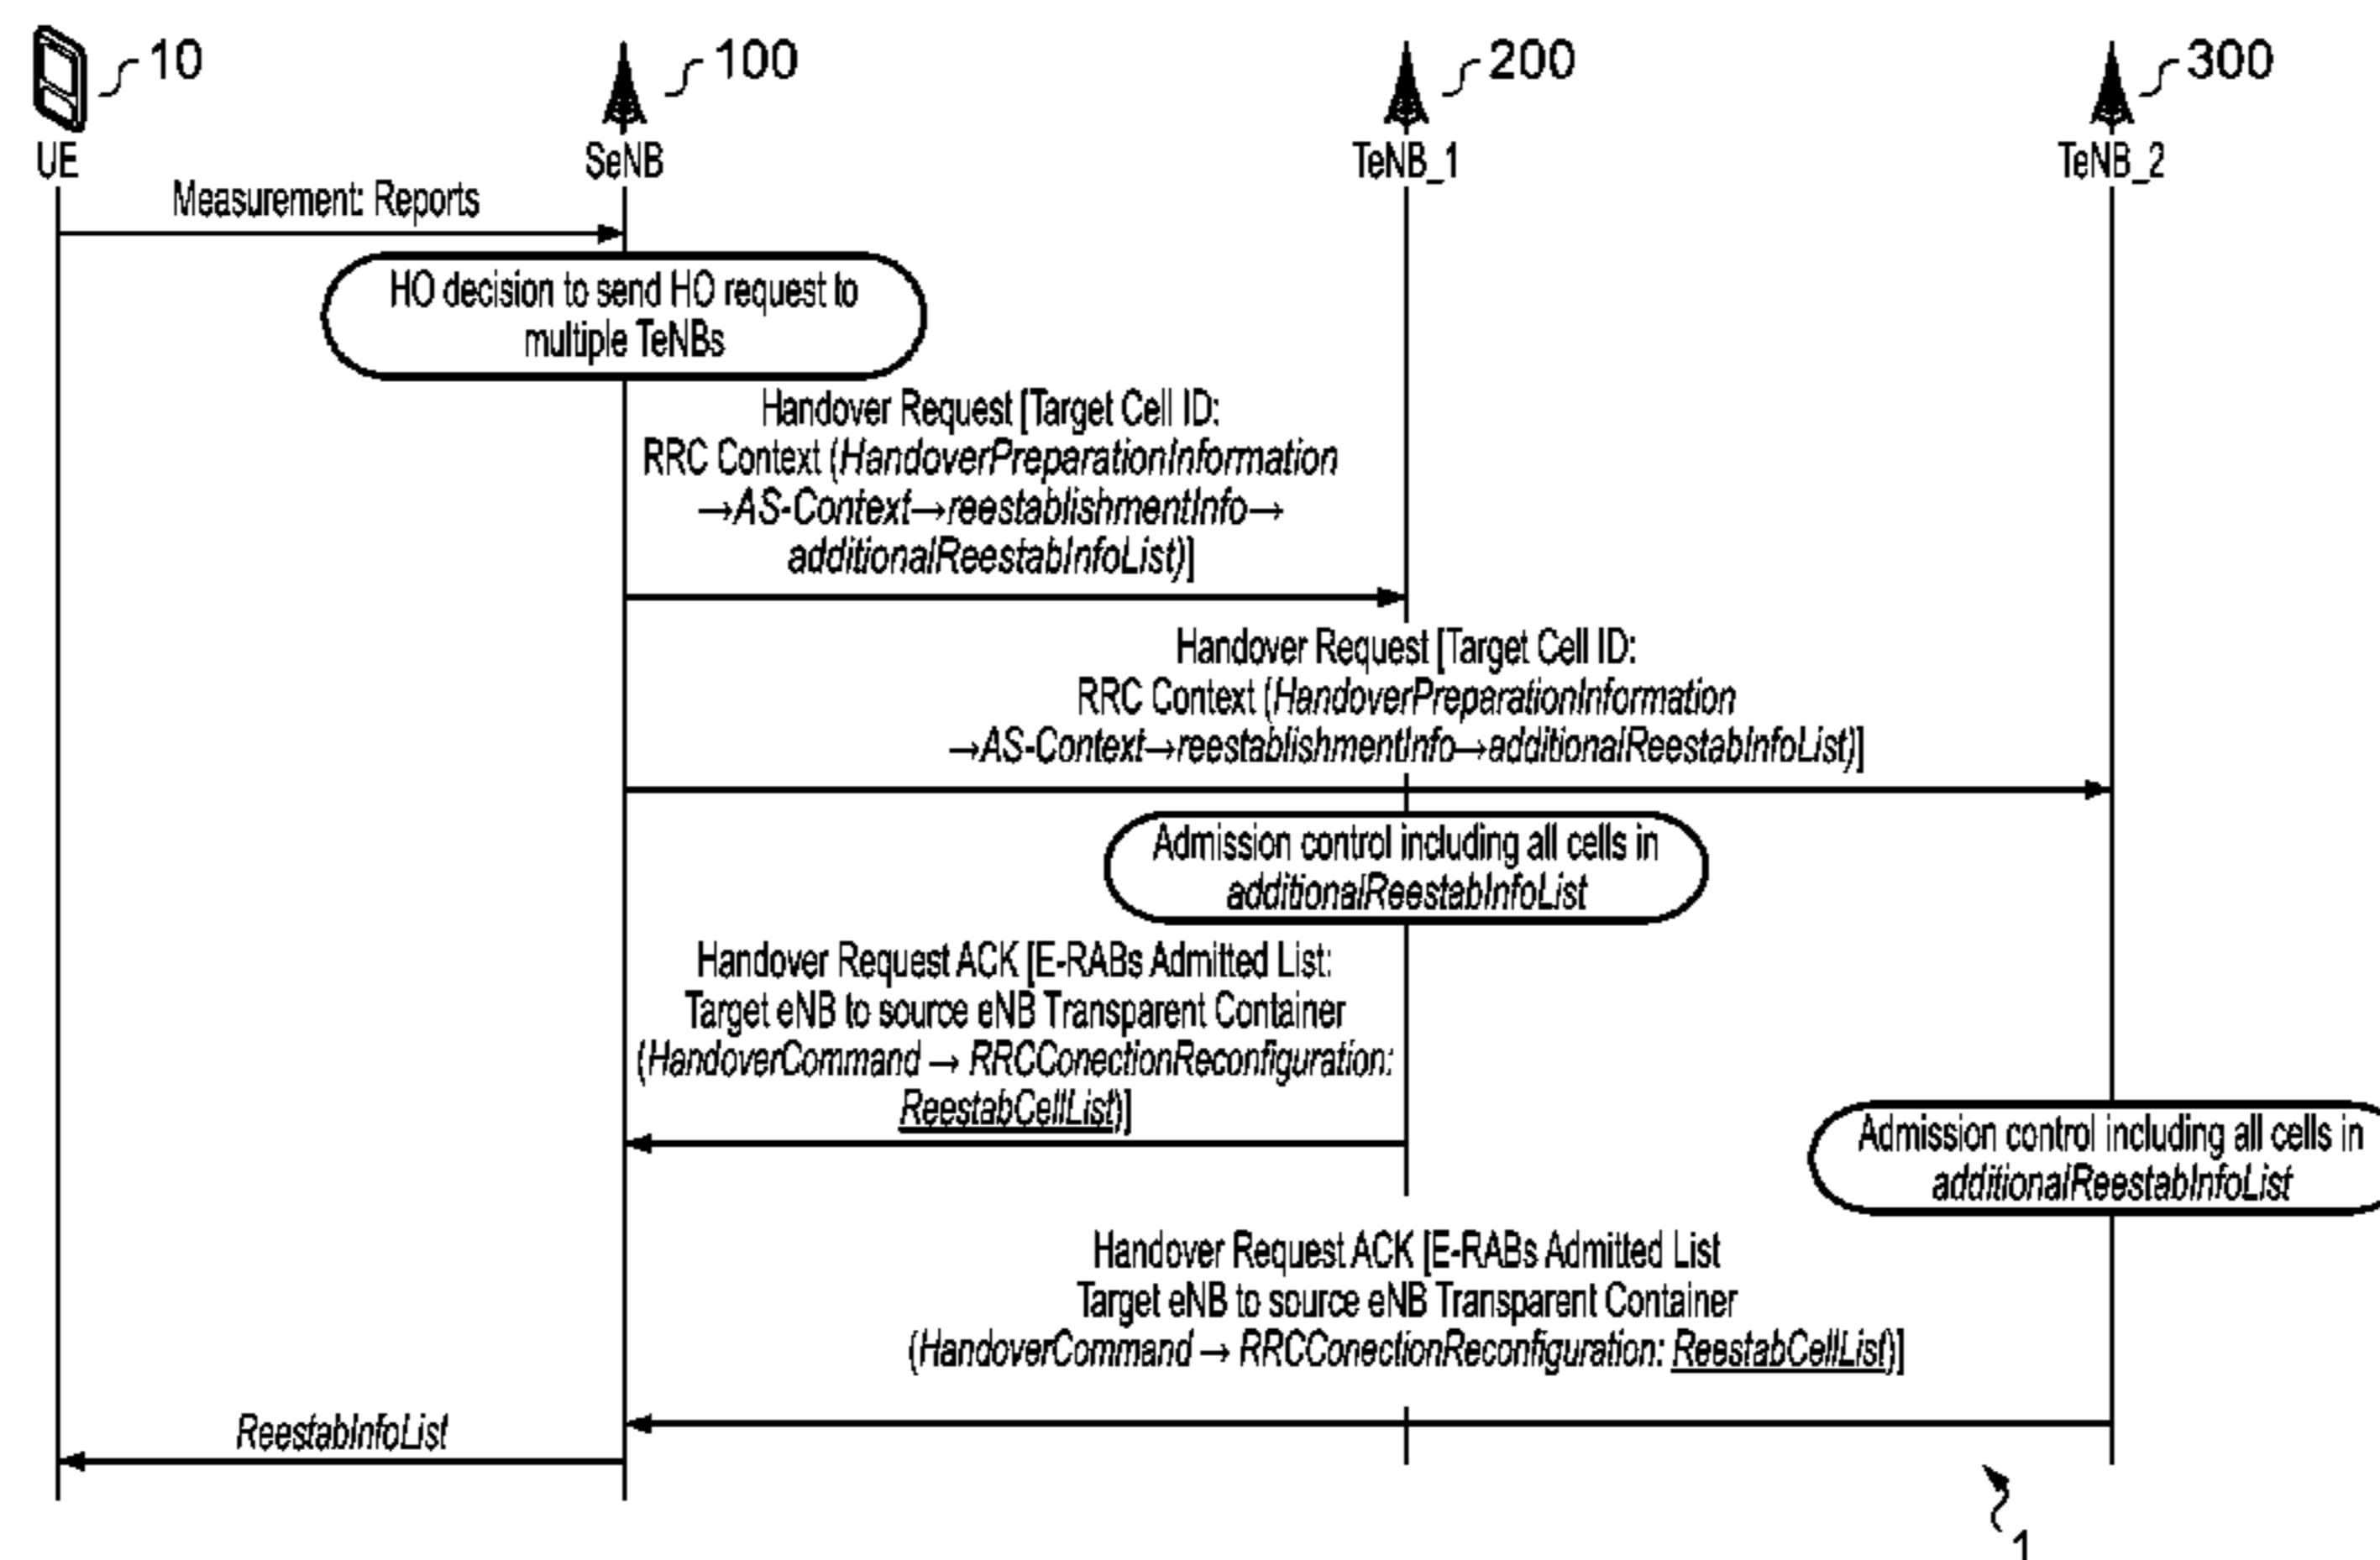 10
100
200
300
UE
SeNB
TeNB_1
TeNB_2
Measurement: Reports
HO decision to send HO request to
multiple TeNBs
Handover Request [Target Cell ID:
RRC Context (HandoverPreparationInformation
→AS-Context→reestablishmentInfo→
additionalReestabInfoList)]
Handover Request [Target Cell ID:
RRC Context (HandoverPreparationInformation
→AS-Context→reestablishmentInfo→additionalReestabInfoList)]
Admission control including all cells in
additionalReestabInfoList
Handover Request ACK [E-RABs Admitted List:
Target eNB to source eNB Transparent Container
(HandoverCommand → RRCConectionReconfiguration:
ReestabCellList)]
Admission control including all cells in
additionalReestabInfoList
Handover Request ACK [E-RABs Admitted List
Target eNB to source eNB Transparent Container
(HandoverCommand → RRCConectionReconfiguration: ReestabCellList)]
ReestabInfoList
1